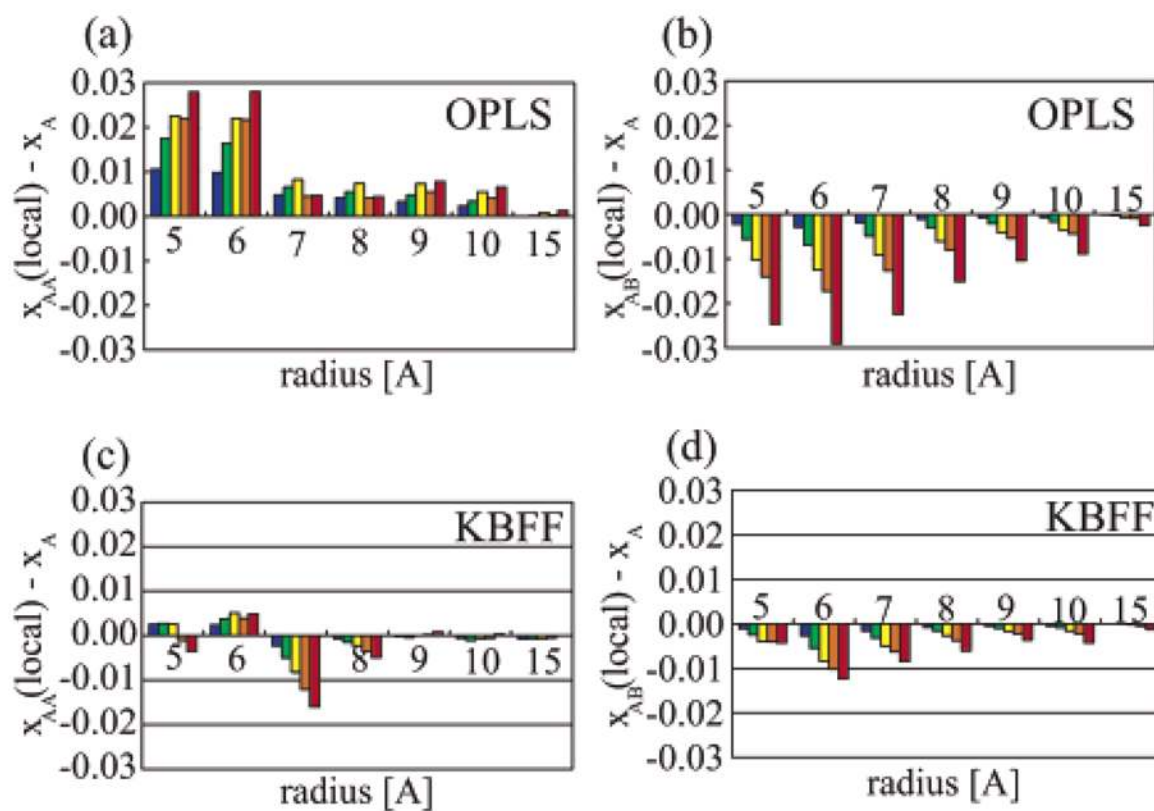 (a)
0.03
0.02
0.01
0.00
-0.01
-0.02
-0.03
x_AA(local) - x_A
OPLS
5 6 7 8 9 10 15
radius [A]
(b)
0.03
0.02
0.01
0.00
-0.01
-0.02
-0.03
x_AB(local) - x_A
OPLS
5 6 7 8 9 10 15
radius [A]
(c)
0.03
0.02
0.01
0.00
-0.01
-0.02
-0.03
x_AA(local) - x_A
KBFF
5 6 7 8 9 10 15
radius [A]
(d)
0.03
0.02
0.01
0.00
-0.01
-0.02
-0.03
x_AB(local) - x_A
KBFF
5 6 7 8 9 10 15
radius [A]